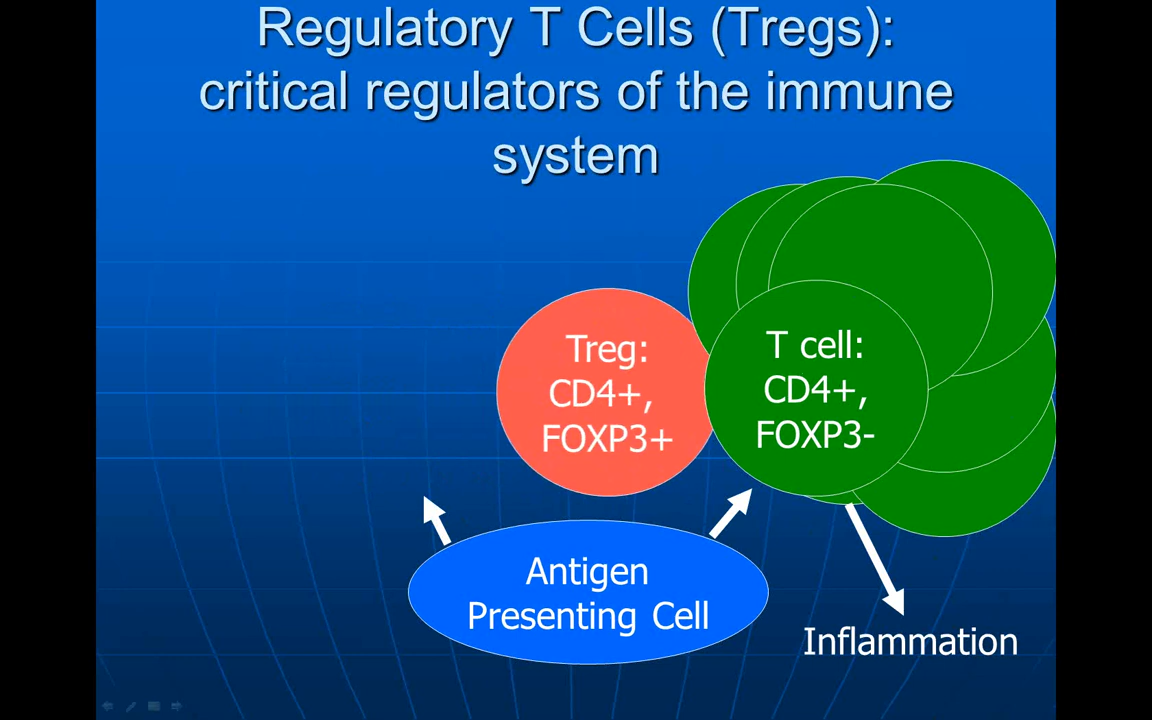 Regulatory T Cells (Tregs):
critical regulators of the immune
system
Treg:
CD4+,
FOXP3+
T cell:
CD4+,
FOXP3-
Antigen
Presenting Cell
Inflammation